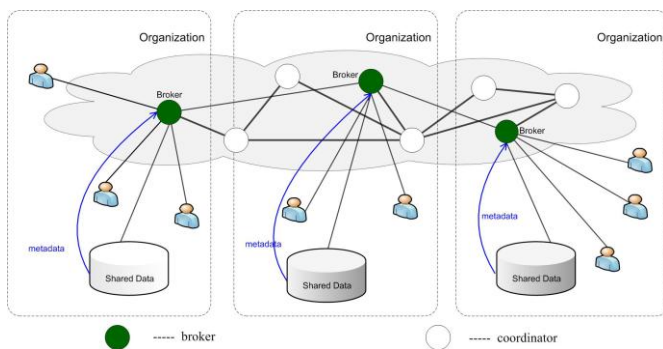 Organization
Organization
Organization
Broker
Broker
Broker
metadata
metadata
metadata
Shared Data
Shared Data
Shared Data
----- broker
----- coordinator